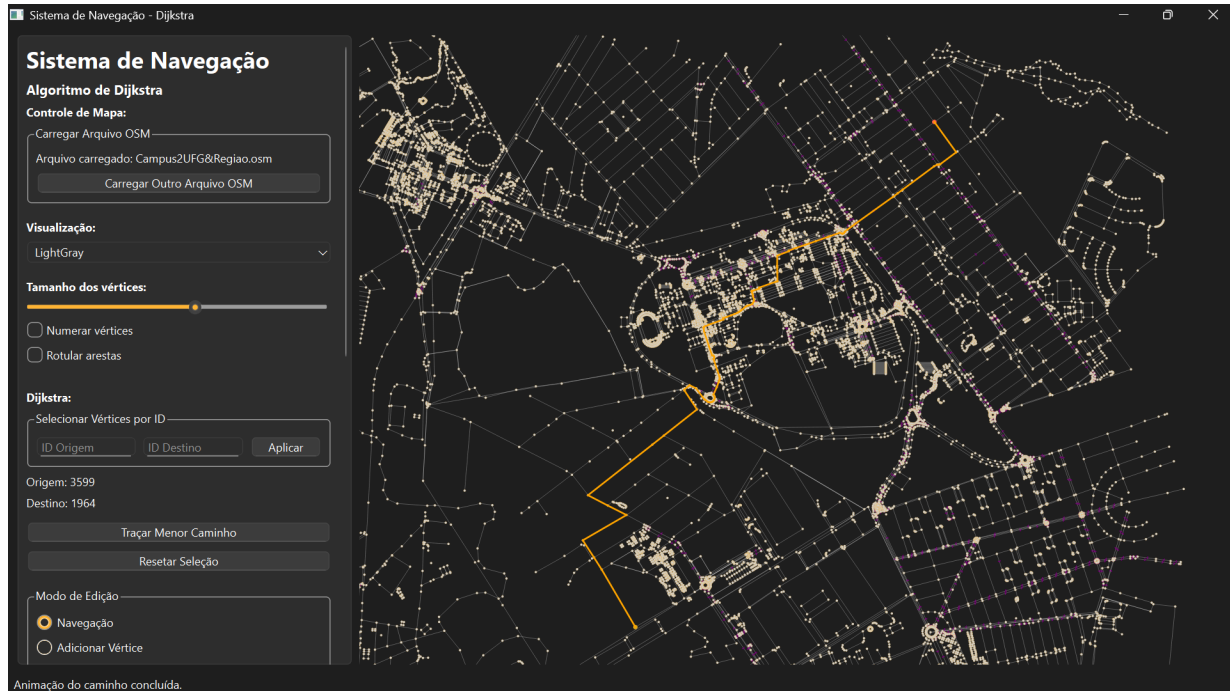 Sistema de Navegação - Dijkstra
Sistema de Navegação
Algoritmo de Dijkstra
Controle de Mapa:
Carregar Arquivo OSM
Arquivo carregado: Campus2UFG&Regiao.osm
Carregar Outro Arquivo OSM
Visualização:
LightGray
Tamanho dos vértices:
Numerar vértices
Rotular arestas
Dijkstra:
Selecionar Vértices por ID
ID Origem ID Destino Aplicar
Origem: 3599
Destino: 1964
Traçar Menor Caminho
Resetar Seleção
Modo de Edição
Navegação
Adicionar Vértice
Animação do caminho concluída.